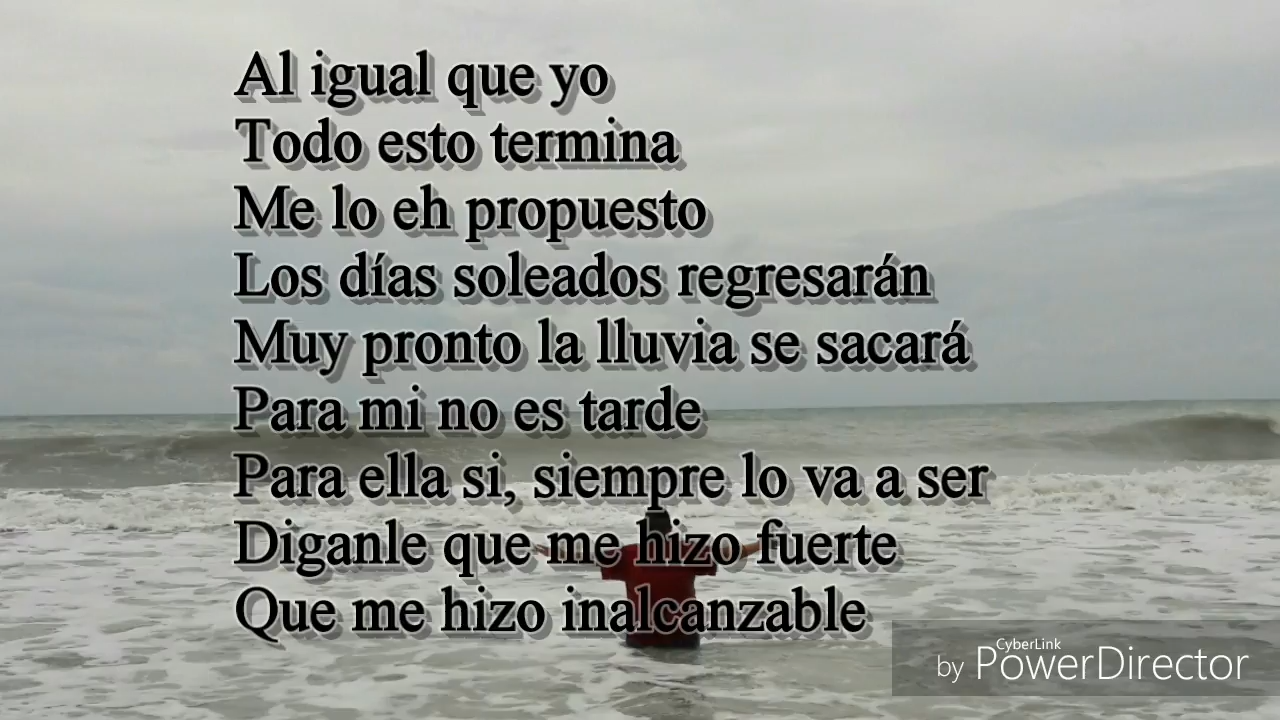 Al igual que yo
Todo esto termina
Me lo eh propuesto
Los días soleados regresarán
Muy pronto la lluvia se sacará
Para mi no es tarde
Para ella si, siempre lo va a ser
Diganle que me hizo fuerte
Que me hizo inalcanzable
CyberLink
by PowerDirector